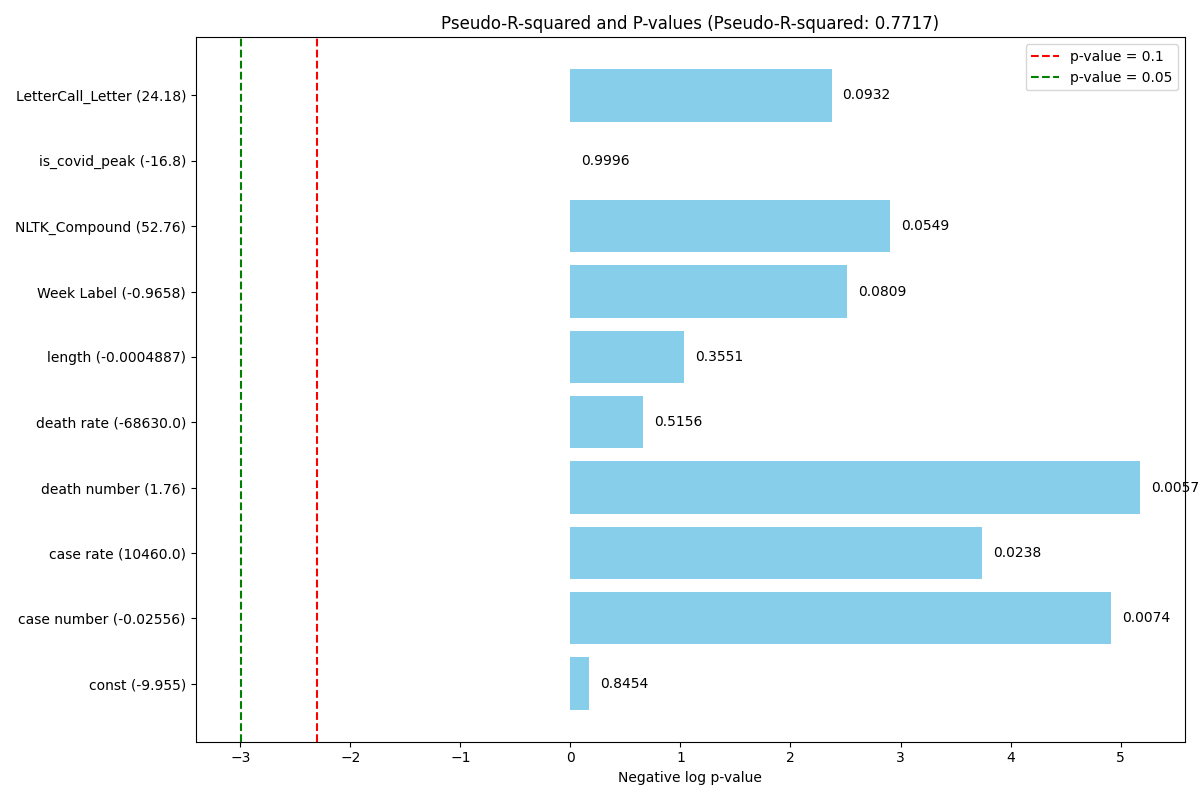 Pseudo-R-squared and P-values (Pseudo-R-squared: 0.7717)
p-value = 0.1
p-value = 0.05
LetterCall_Letter (24.18)
0.0932
is_covid_peak (-16.8)
0.9996
NLTK_Compound (52.76)
0.0549
Week Label (-0.9658)
0.0809
length (-0.0004887)
0.3551
death rate (-68630.0)
0.5156
death number (1.76)
0.0057
case rate (10460.0)
0.0238
case number (-0.02556)
0.0074
const (-9.955)
0.8454
−3 −2 −1 0 1 2 3 4 5
Negative log p-value